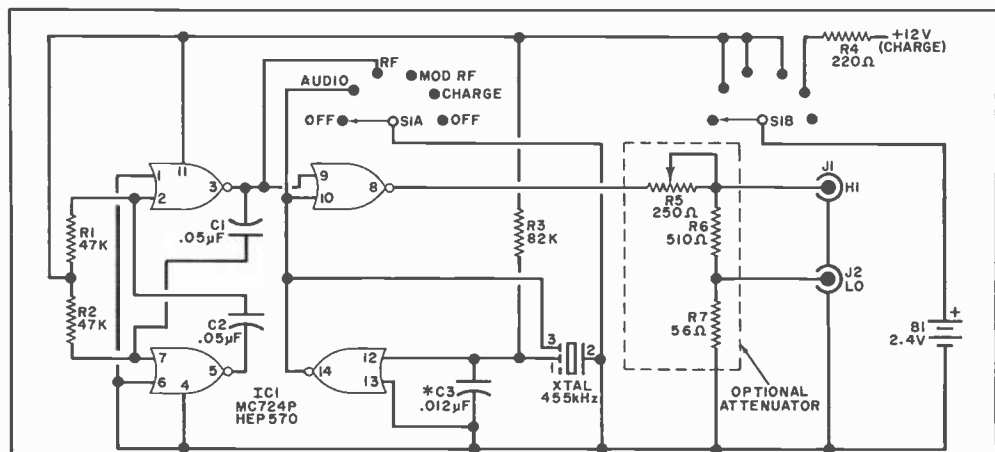 +12V
(CHARGE)
R4
220Ω
RF
AUDIO
MOD RF
CHARGE
OFF
S1A
OFF
S1B
1
2
11
3
9
10
8
R1
47K
C1
.05µF
R3
82K
R5
250Ω
J1
HI
R6
510Ω
R2
47K
C2
.05µF
J2
LO
R7
56Ω
B1
2.4V
+
7
6
4
5
IC1
MC724P
HEP570
14
12
13
*C3
.012µF
3
1
2
XTAL
455kHz
OPTIONAL
ATTENUATOR